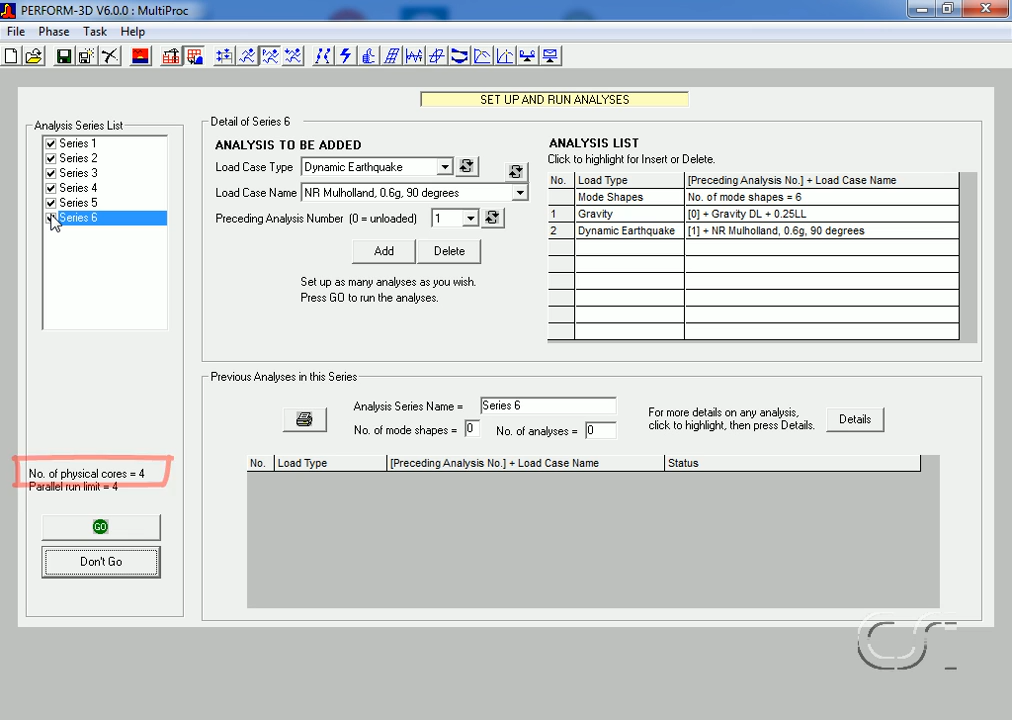 PERFORM-3D V6.0.0 : MultiProc
File Phase Task Help
SET UP AND RUN ANALYSES
Analysis Series List
Series 1
Series 2
Series 3
Series 4
Series 5
Series 6
No. of physical cores = 4
Parallel run limit = 4
GO
Don't Go
Detail of Series 6
ANALYSIS TO BE ADDED
Load Case Type Dynamic Earthquake
Load Case Name NR Mulholland, 0.6g, 90 degrees
Preceding Analysis Number (0 = unloaded) 1
Add Delete
Set up as many analyses as you wish.
Press GO to run the analyses.
ANALYSIS LIST
Click to highlight for Insert or Delete.
No. Load Type [Preceding Analysis No.] + Load Case Name
Mode Shapes No. of mode shapes = 6
1 Gravity [0] + Gravity DL + 0.25LL
2 Dynamic Earthquake [1] + NR Mulholland, 0.6g, 90 degrees
Previous Analyses in this Series
Analysis Series Name = Series 6
No. of mode shapes = 0 No. of analyses = 0
For more details on any analysis,
click to highlight, then press Details.
Details
No. Load Type [Preceding Analysis No.] + Load Case Name Status
CSI